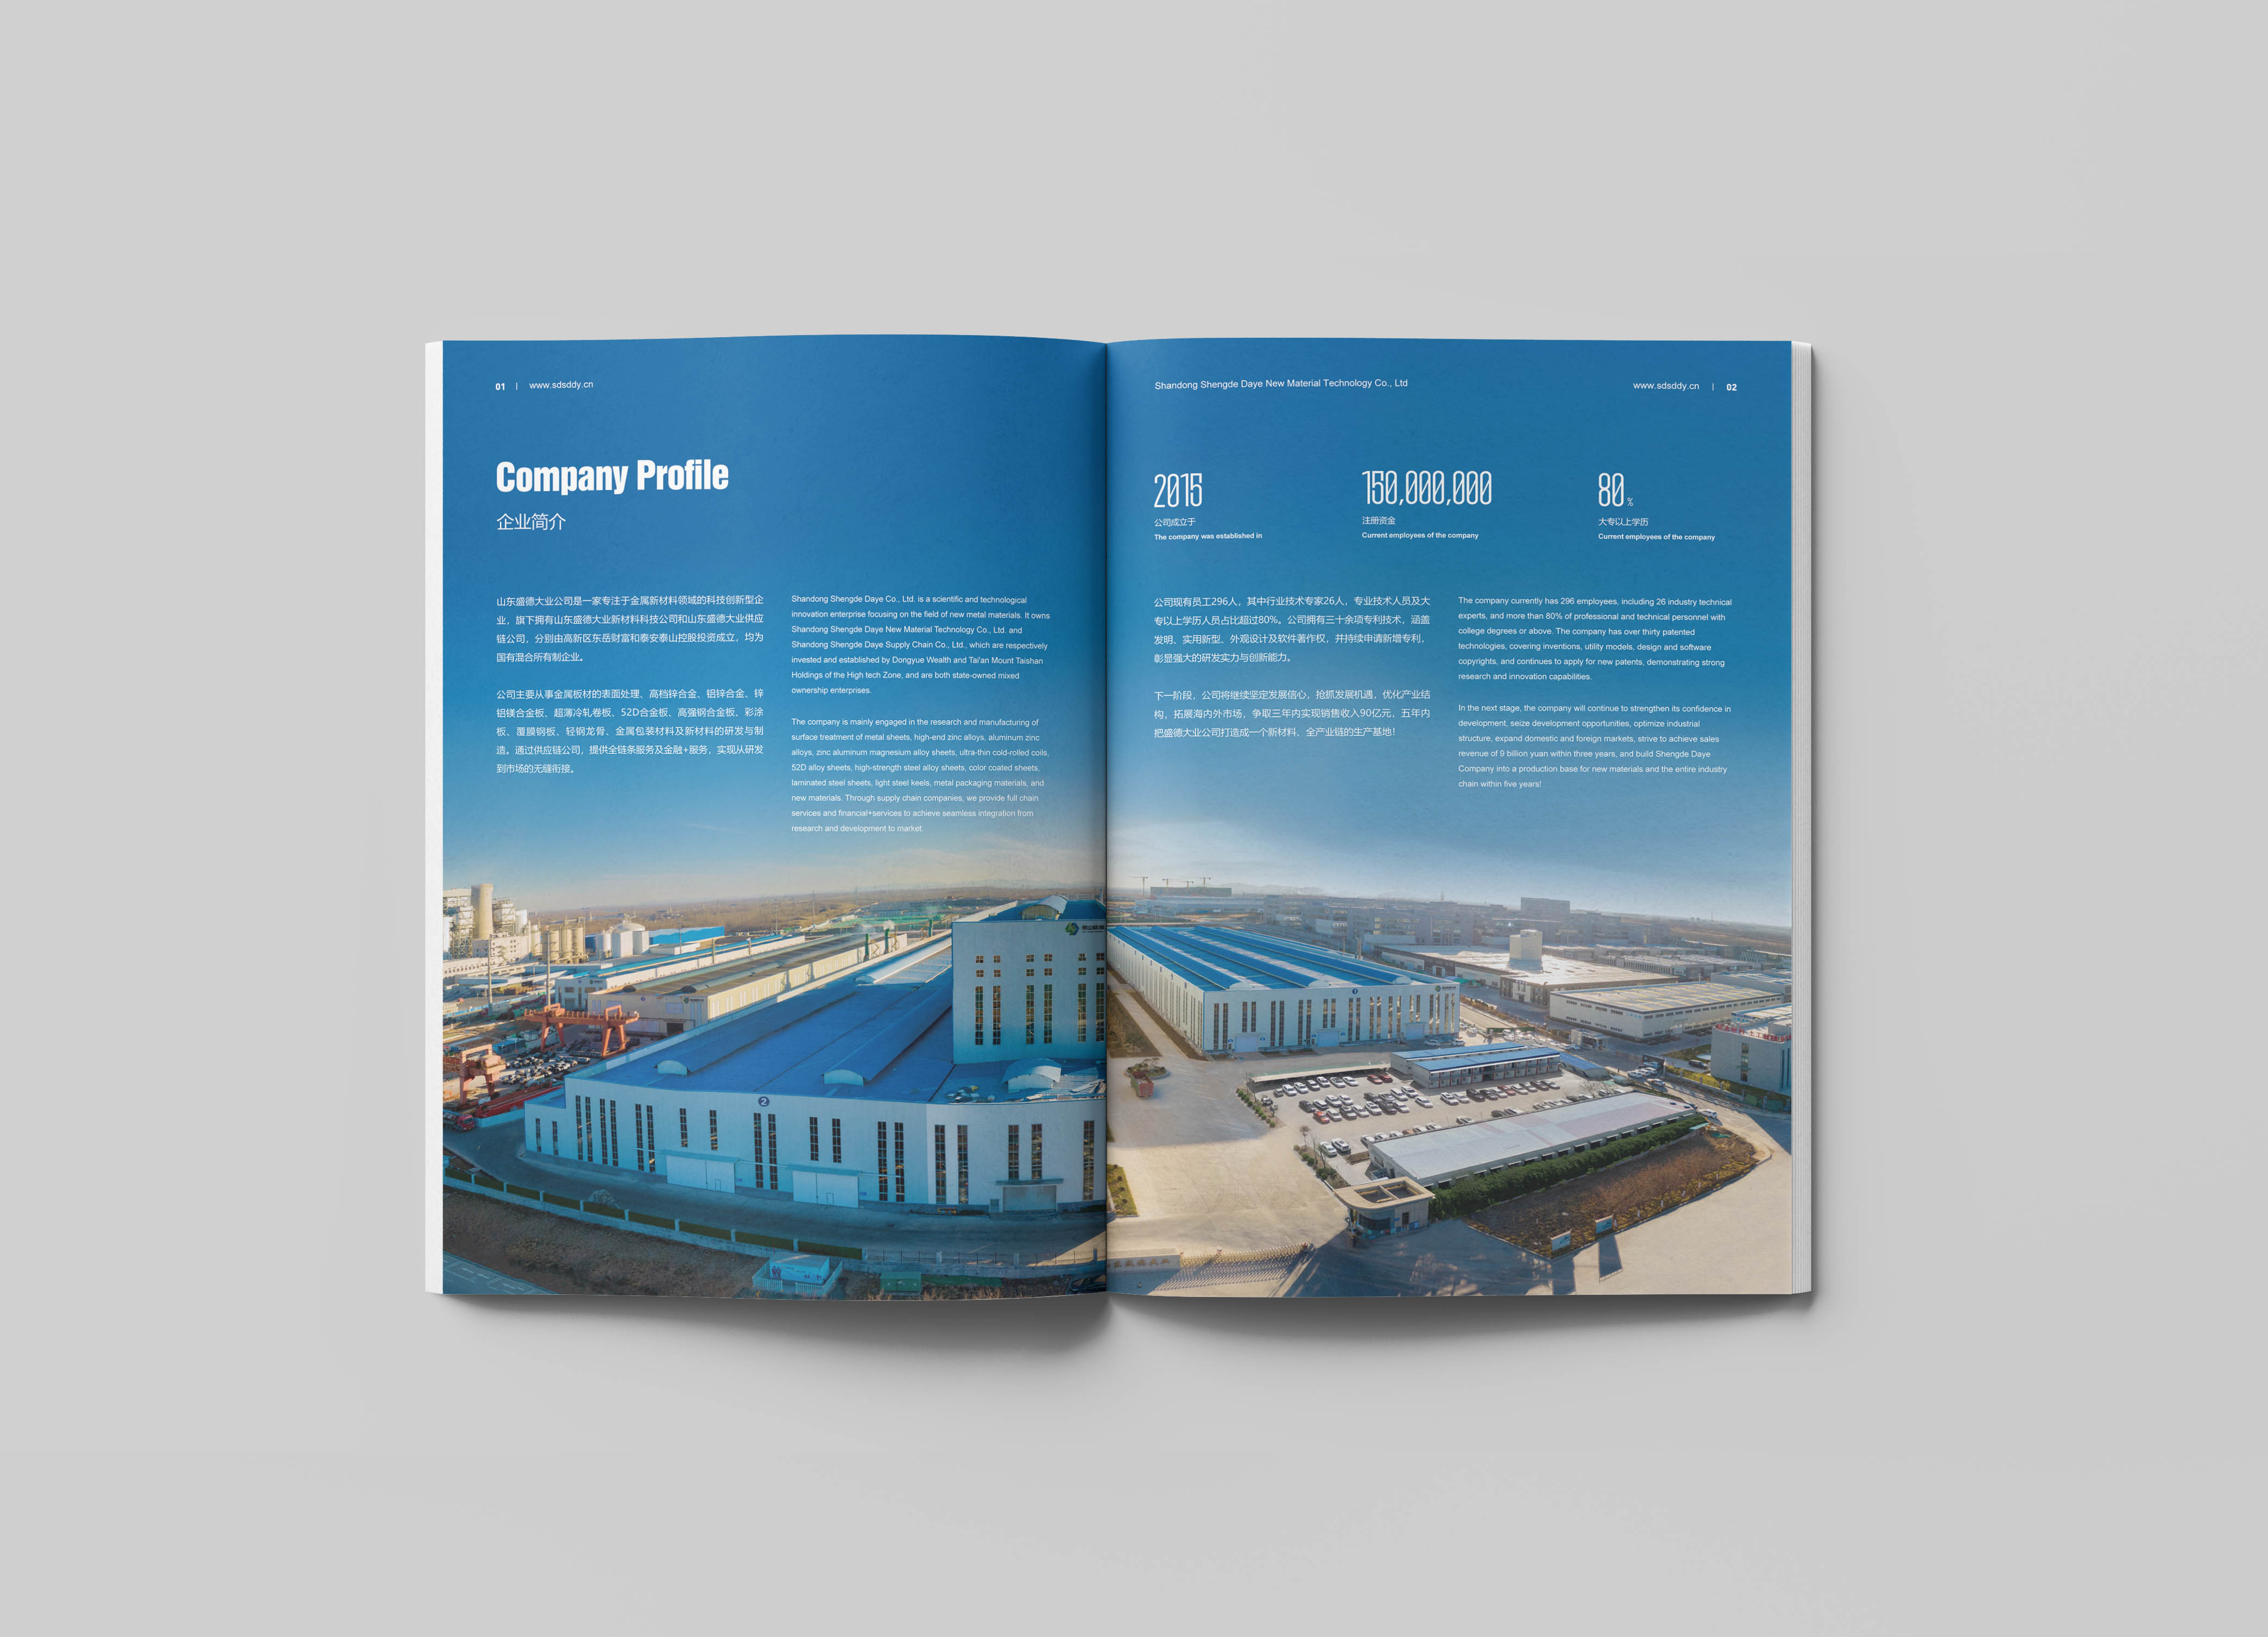 01 | www.sdsddy.cn
Company Profile
企业简介
山东盛德大业公司是一家专注于金属新材料领域的科技创新型企
业，旗下拥有山东盛德大业新材料科技公司和山东盛德大业供应
链公司，分别由高新区东岳财富和泰安泰山控股投资成立，均为
国有混合所有制企业。
公司主要从事金属板材的表面处理、高档锌合金、铝锌合金、锌
铝镁合金板、超薄冷轧卷板、52D合金板、高强钢合金板、彩涂
板、覆膜钢板、轻钢龙骨、金属包装材料及新材料的研发与制
造。通过供应链公司，提供全链条服务及金融+服务，实现从研发
到市场的无缝衔接。
Shandong Shengde Daye Co., Ltd. is a scientific and technological
innovation enterprise focusing on the field of new metal materials. It owns
Shandong Shengde Daye New Material Technology Co., Ltd. and
Shandong Shengde Daye Supply Chain Co., Ltd., which are respectively
invested and established by Dongyue Wealth and Tai'an Mount Taishan
Holdings of the High tech Zone, and are both state-owned mixed
ownership enterprises.
The company is mainly engaged in the research and manufacturing of
surface treatment of metal sheets, high-end zinc alloys, aluminum zinc
alloys, zinc aluminum magnesium alloy sheets, ultra-thin cold-rolled coils,
52D alloy sheets, high-strength steel alloy sheets, color coated sheets,
laminated steel sheets, light steel keels, metal packaging materials, and
new materials. Through supply chain companies, we provide full chain
services and financial+services to achieve seamless integration from
research and development to market.
2
Shandong Shengde Daye New Material Technology Co., Ltd
www.sdsddy.cn | 02
2015
公司成立于
The company was established in
150,000,000
注册资金
Current employees of the company
80%
大专以上学历
Current employees of the company
公司现有员工296人，其中行业技术专家26人，专业技术人员及大
专以上学历人员占比超过80%。公司拥有三十余项专利技术，涵盖
发明、实用新型、外观设计及软件著作权，并持续申请新增专利，
彰显强大的研发实力与创新能力。
下一阶段，公司将继续坚定发展信心，抢抓发展机遇，优化产业结
构，拓展海内外市场，争取三年内实现销售收入90亿元，五年内
把盛德大业公司打造成一个新材料、全产业链的生产基地！
The company currently has 296 employees, including 26 industry technical
experts, and more than 80% of professional and technical personnel with
college degrees or above. The company has over thirty patented
technologies, covering inventions, utility models, design and software
copyrights, and continues to apply for new patents, demonstrating strong
research and innovation capabilities.
In the next stage, the company will continue to strengthen its confidence in
development, seize development opportunities, optimize industrial
structure, expand domestic and foreign markets, strive to achieve sales
revenue of 9 billion yuan within three years, and build Shengde Daye
Company into a production base for new materials and the entire industry
chain within five years!